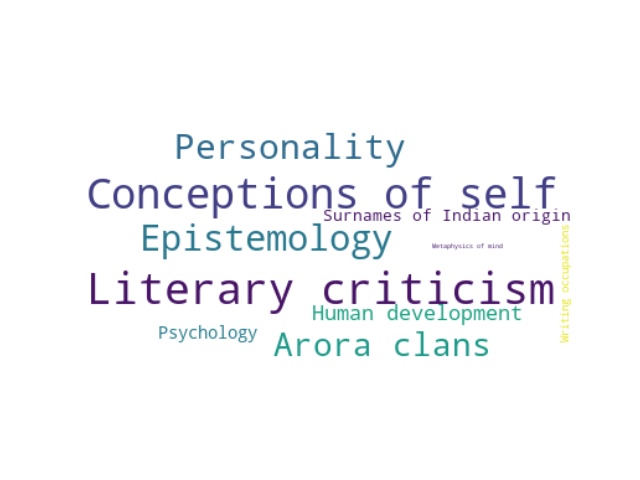 Personality
Conceptions of self
Surnames of Indian origin
Epistemology
Metaphysics of mind
Writing occupations
Literary criticism
Human development
Psychology
Arora clans